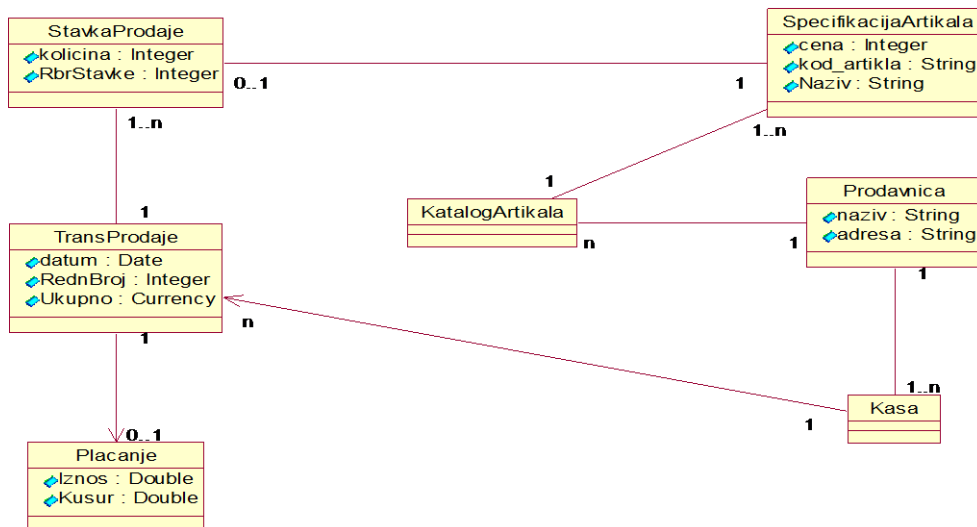 StavkaProdaje
kolicina : Integer
RbrStavke : Integer
0..1
1
1..n
SpecifikacijaArtikala
cena : Integer
kod_artikla : String
Naziv : String
1..n
1
KatalogArtikala
n
1
Prodavnica
naziv : String
adresa : String
1
1
TransProdaje
datum : Date
RednBroj : Integer
Ukupno : Currency
1
n
1..n
Kasa
1
0..1
Placanje
Iznos : Double
Kusur : Double